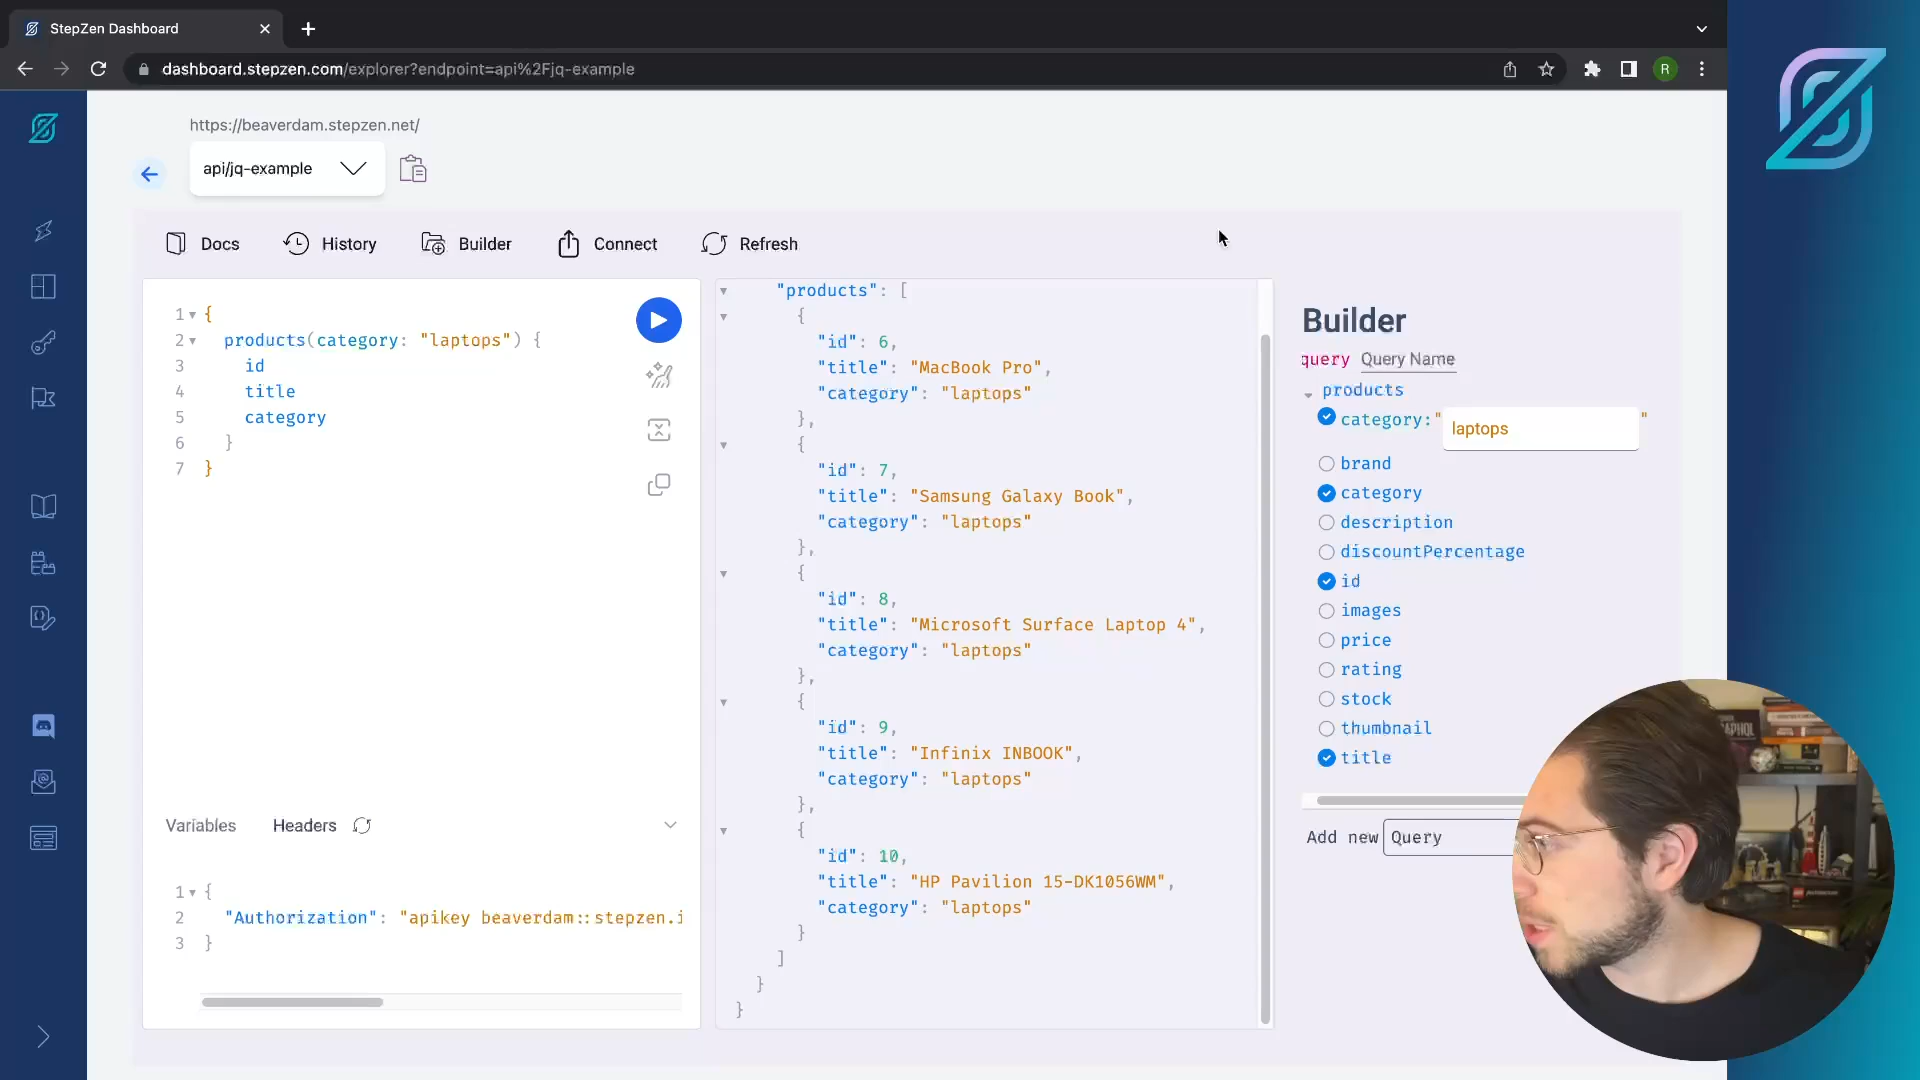 StepZen Dashboard
dashboard.stepzen.com/explorer?endpoint=api%2Fjq-example
R
https://beaverdam.stepzen.net/
api/jq-example
Docs
History
Builder
Connect
Refresh
1 {
2 products(category: "laptops") {
3 id
4 title
5 category
6 }
7 }
Variables
Headers
1 {
2 "Authorization": "apikey beaverdam::stepzen.i
3 }
"products": [
{
"id": 6,
"title": "MacBook Pro",
"category": "laptops"
},
{
"id": 7,
"title": "Samsung Galaxy Book",
"category": "laptops"
},
{
"id": 8,
"title": "Microsoft Surface Laptop 4",
"category": "laptops"
},
{
"id": 9,
"title": "Infinix INBOOK",
"category": "laptops"
},
{
"id": 10,
"title": "HP Pavilion 15-DK1056WM",
"category": "laptops"
}
]
}
}
Builder
query Query Name
products
category:"laptops"
brand
category
description
discountPercentage
id
images
price
rating
stock
thumbnail
title
Add new Query